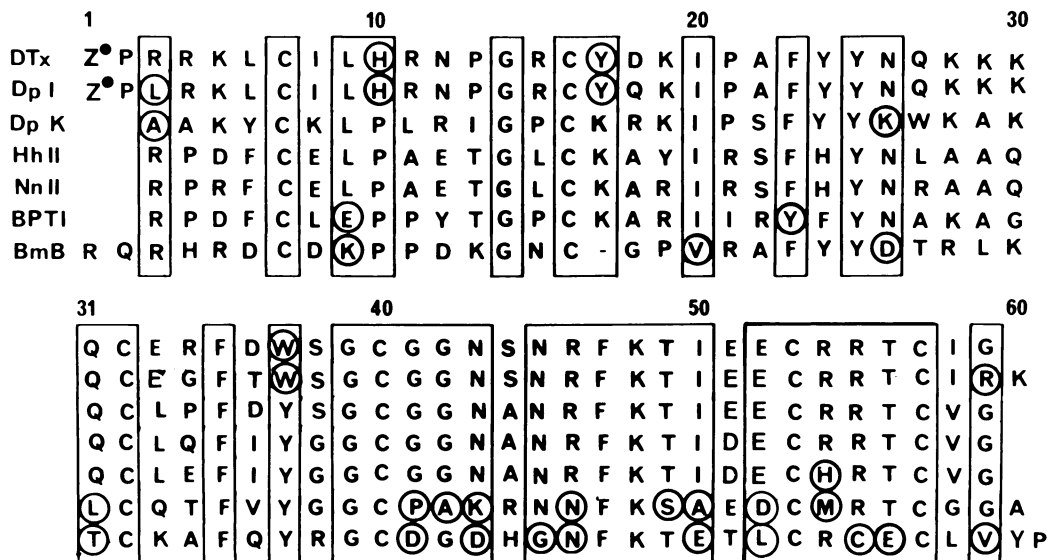 1 10 20 30
DTx Z● P R R K L C I L H R N P G R C Y D K I P A F Y Y N Q K K K
Dp I Z● P L R K L C I L H R N P G R C Y Q K I P A F Y Y N Q K K K
Dp K A A K Y C K L P L R I G P C K R K I P S F Y Y K W K A K
Hh II R P D F C E L P A E T G L C K A Y I R S F H Y N L A A Q
Nn II R P R F C E L P A E T G L C K A R I R S F H Y N R A A Q
BPTI R P D F C L E P P Y T G P C K A R I I R Y F Y N A K A G
BmB R Q R H R D C D K P P D K G N C - G P V R A F Y Y D T R L K
31 40 50 60
Q C E R F D W S G C G G N S N R F K T I E E C R R T C I G
Q C E G F T W S G C G G N S N R F K T I E E C R R T C I R K
Q C L P F D Y S G C G G N A N R F K T I E E C R R T C V G
Q C L Q F I Y G G C G G N A N R F K T I D E C R R T C V G
Q C L E F I Y G G C G G N A N R F K T I D E C H R T C V G
L C Q T F V Y G G C P A K R N N F K S A E D C M R T C G G A
T C K A F Q Y R G C D G D H G N F K T E T L C R C E C L V Y P